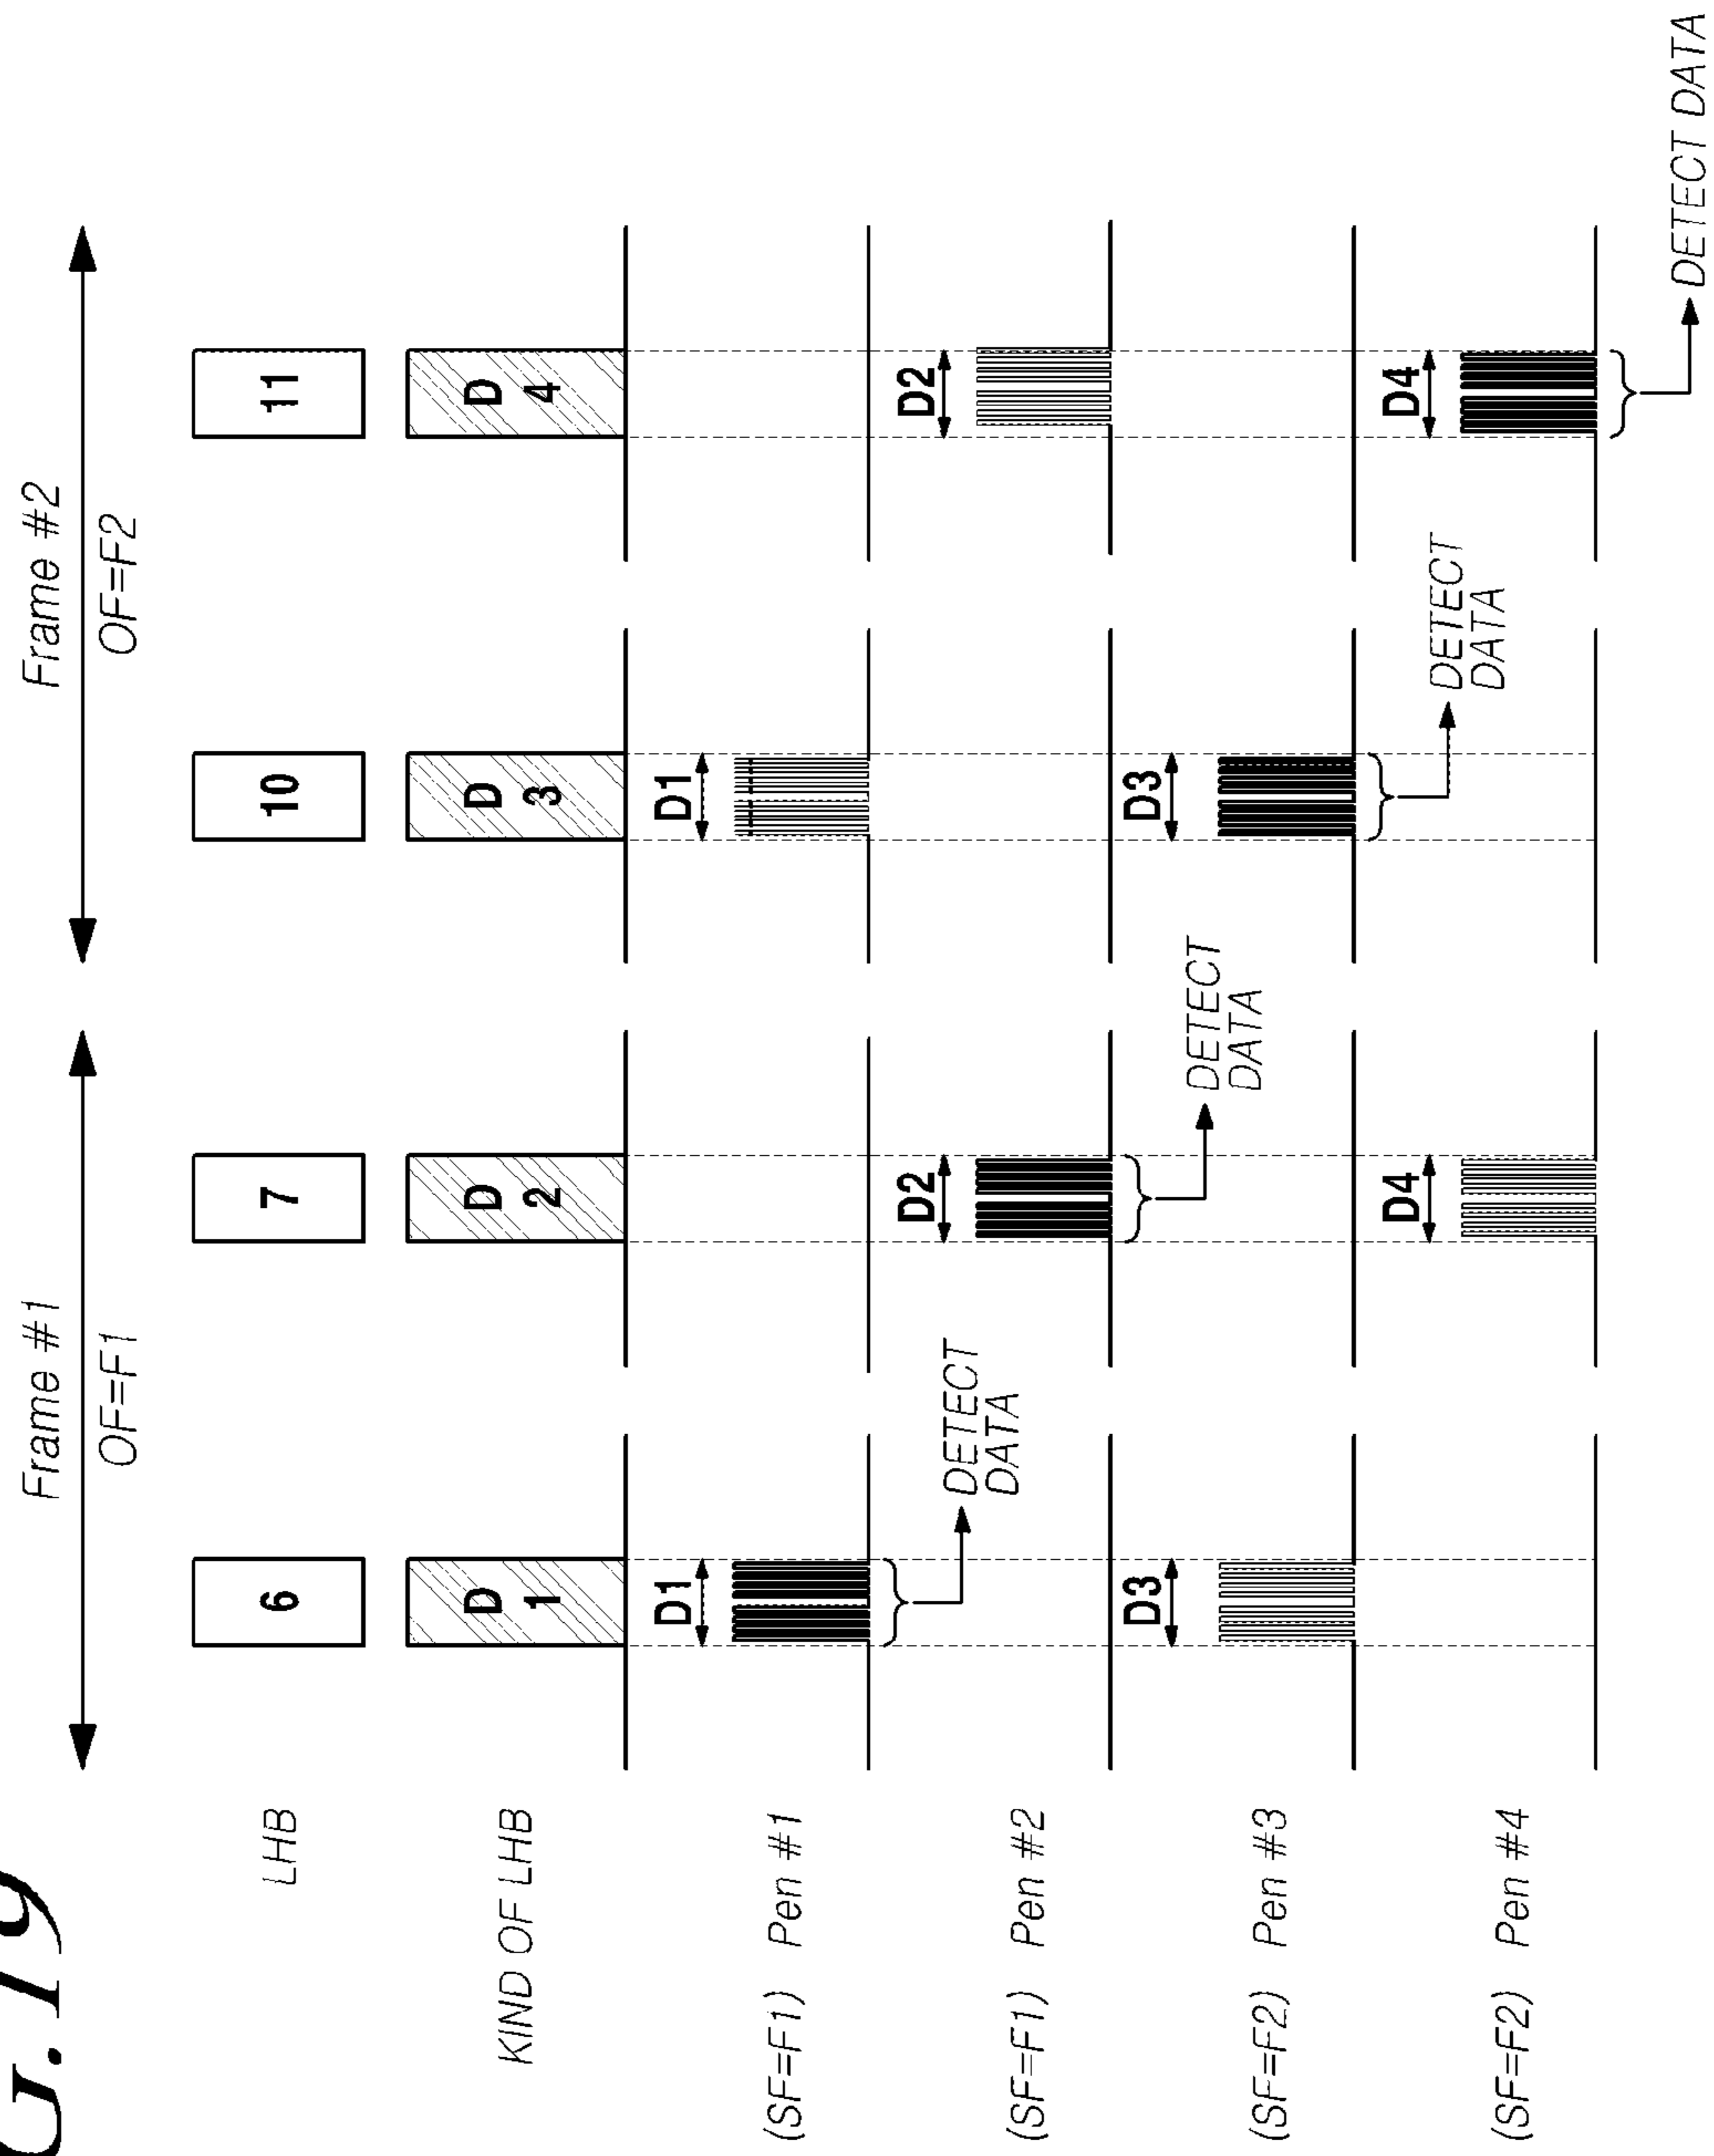 G.19
Frame #1
Frame #2
OF=F1
OF=F2
LHB
6
7
10
11
KIND OF LHB
D 1
D 2
D 3
D 4
(SF=F1) Pen #1
D1
D1
DETECT
DATA
(SF=F1) Pen #2
D2
D2
DETECT
DATA
(SF=F2) Pen #3
D3
D3
DETECT
DATA
(SF=F2) Pen #4
D4
D4
DETECT DATA